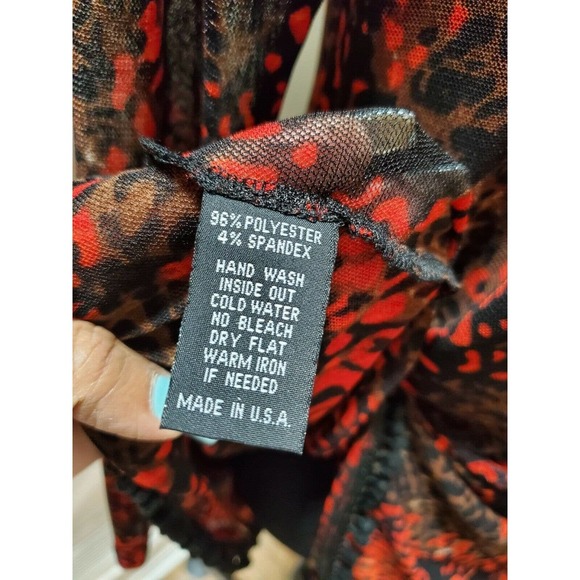 96% POLYESTER
4% SPANDEX
HAND WASH
INSIDE OUT
COLD WATER
NO BLEACH
DRY FLAT
WARM IRON
IF NEEDED
MADE IN U.S.A.